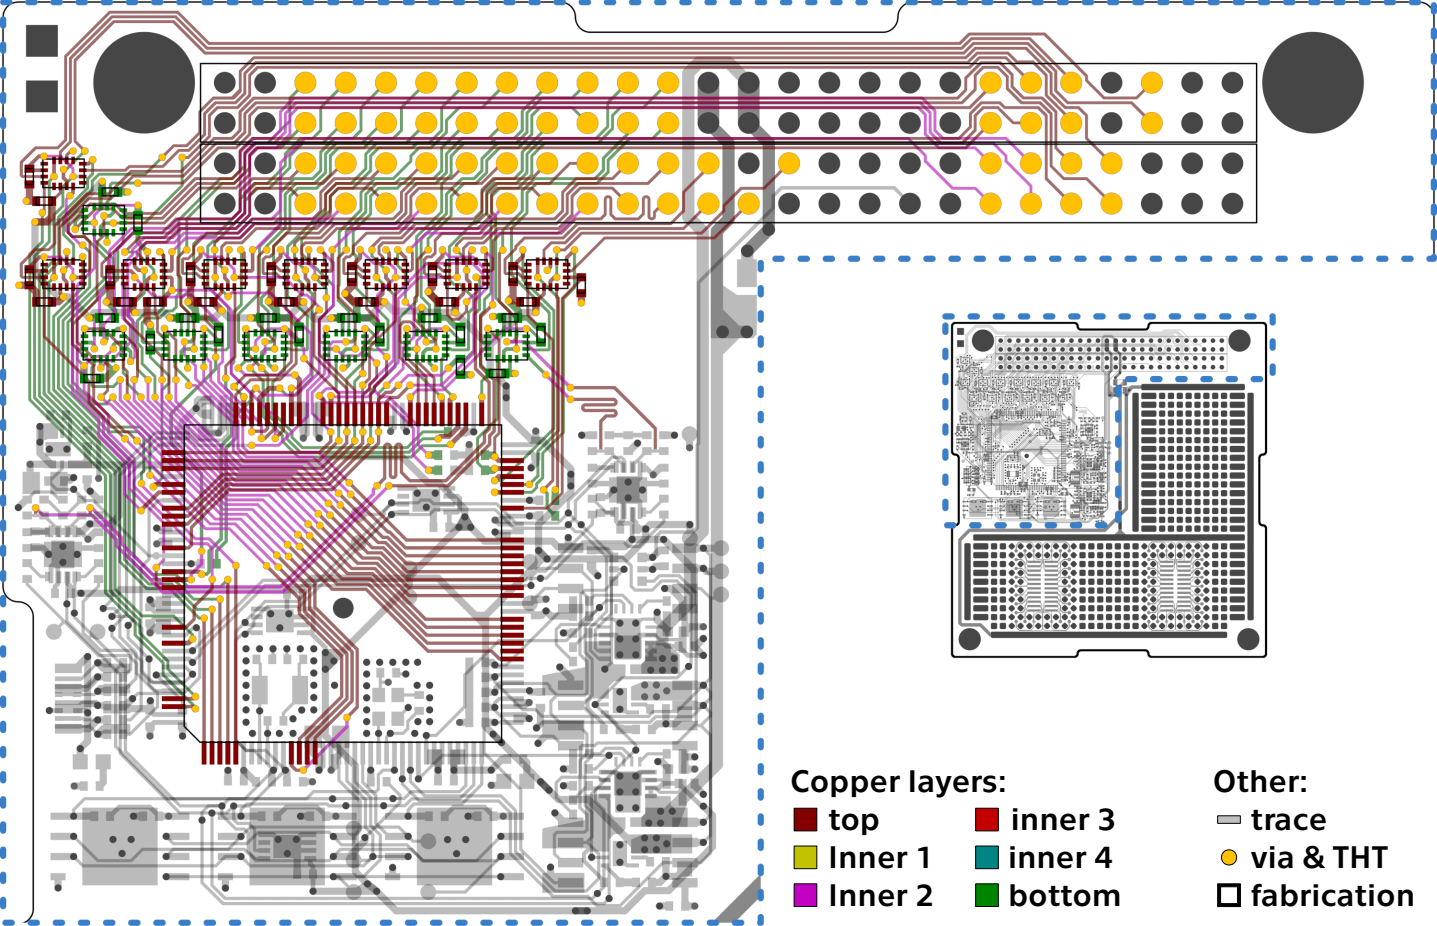 Copper layers:
Other:
top
inner 3
trace
Inner 1
inner 4
via & THT
Inner 2
bottom
fabrication